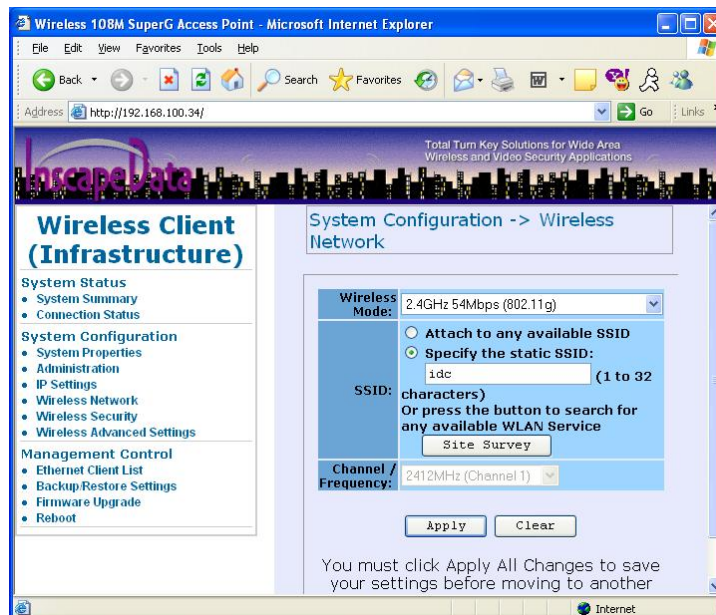 Wireless 108M SuperG Access Point - Microsoft Internet Explorer
File Edit View Favorites Tools Help
Back Search Favorites
Address http://192.168.100.34/ Go Links
InscapeData
Total Turn Key Solutions for Wide Area
Wireless and Video Security Applications
Wireless Client
(Infrastructure)
System Status
System Summary
Connection Status
System Configuration
System Properties
Administration
IP Settings
Wireless Network
Wireless Security
Wireless Advanced Settings
Management Control
Ethernet Client List
Backup/Restore Settings
Firmware Upgrade
Reboot
System Configuration -> Wireless
Network
Wireless
Mode:
2.4GHz 54Mbps (802.11g)
SSID:
Attach to any available SSID
Specify the static SSID:
idc (1 to 32
characters)
Or press the button to search for
any available WLAN Service
Site Survey
Channel /
Frequency:
2412MHz (Channel 1)
Apply Clear
You must click Apply All Changes to save
your settings before moving to another
Internet